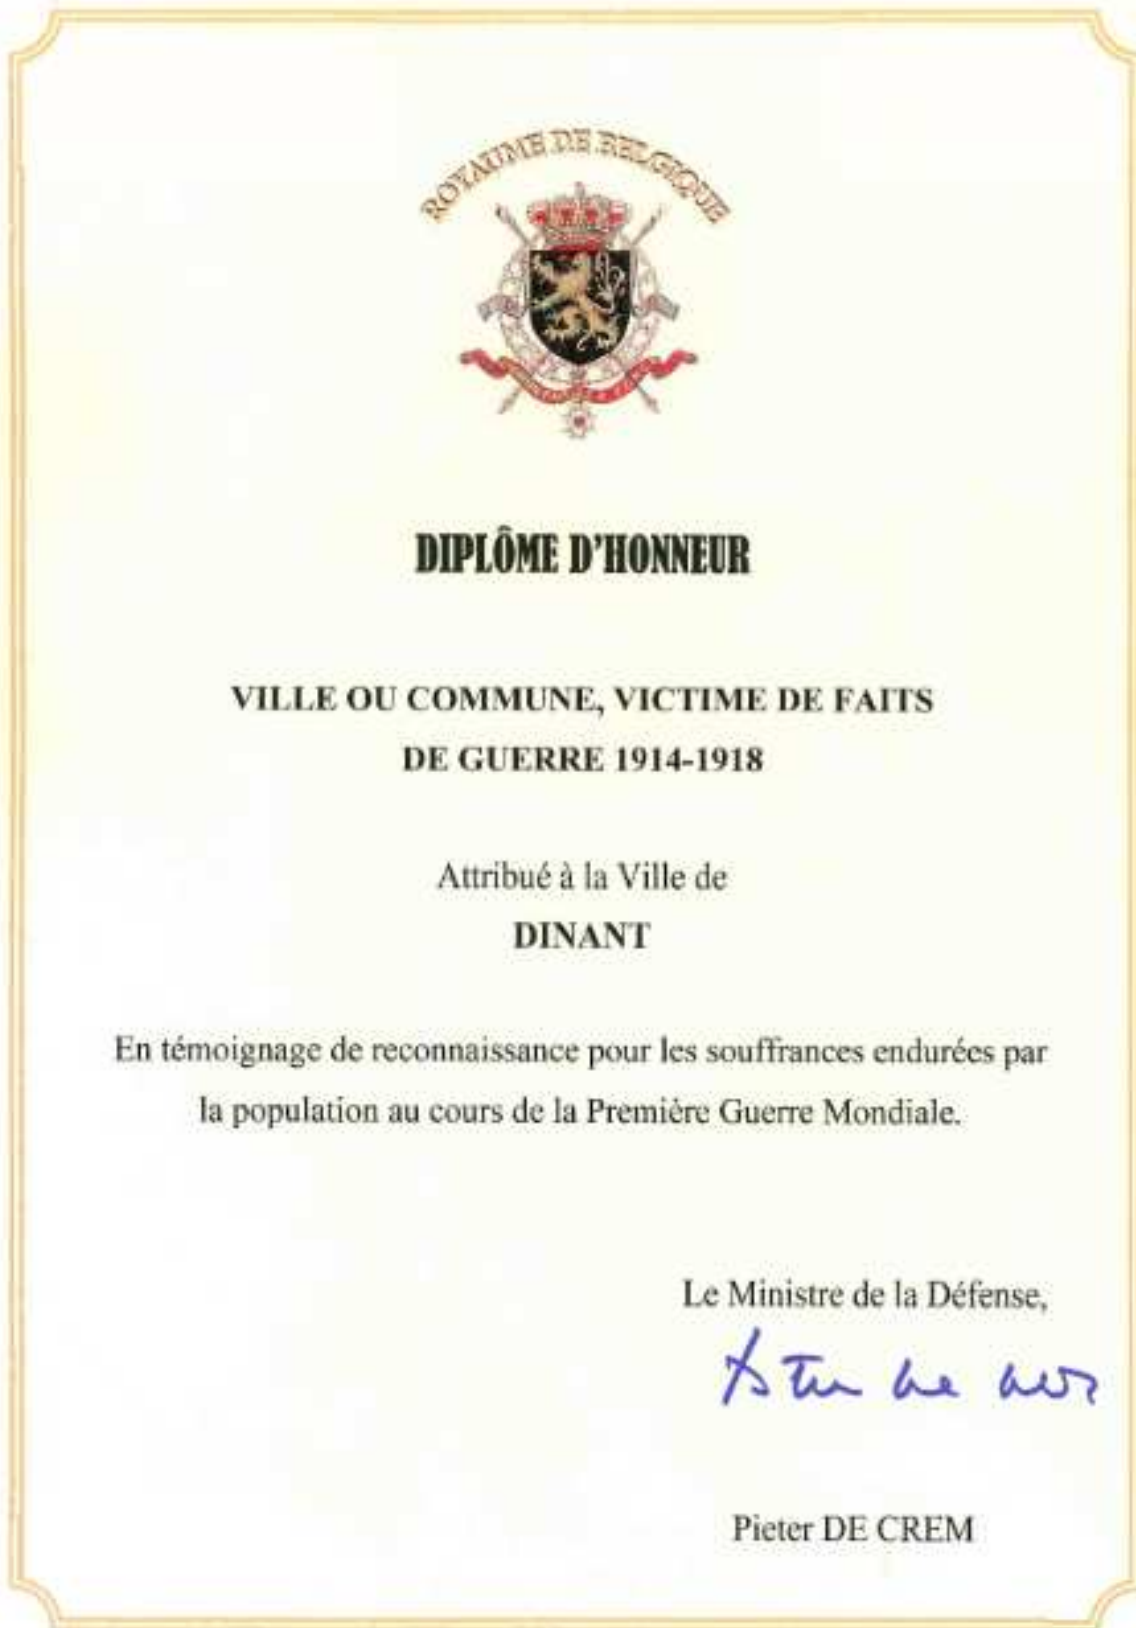 ROYAUME DE BELGIQUE
DIPLÔME D'HONNEUR
VILLE OU COMMUNE, VICTIME DE FAITS
DE GUERRE 1914-1918
Attribué à la Ville de
DINANT
En témoignage de reconnaissance pour les souffrances endurées par
la population au cours de la Première Guerre Mondiale.
Le Ministre de la Défense,
Pieter DE CREM